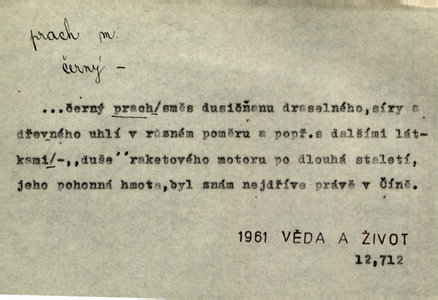 prach m.
černý -
...černý prach/směs dusičňanu draselného,síry a
dřevného uhlí v různém poměru a popř.s dalšími lát-
kami/-,,duše’’raketového motoru po dlouhá staletí,
jeho pohonná hmota,byl znám nejdříve právě v Číně.
1961 VĚDA A ŽIVOT
12,712